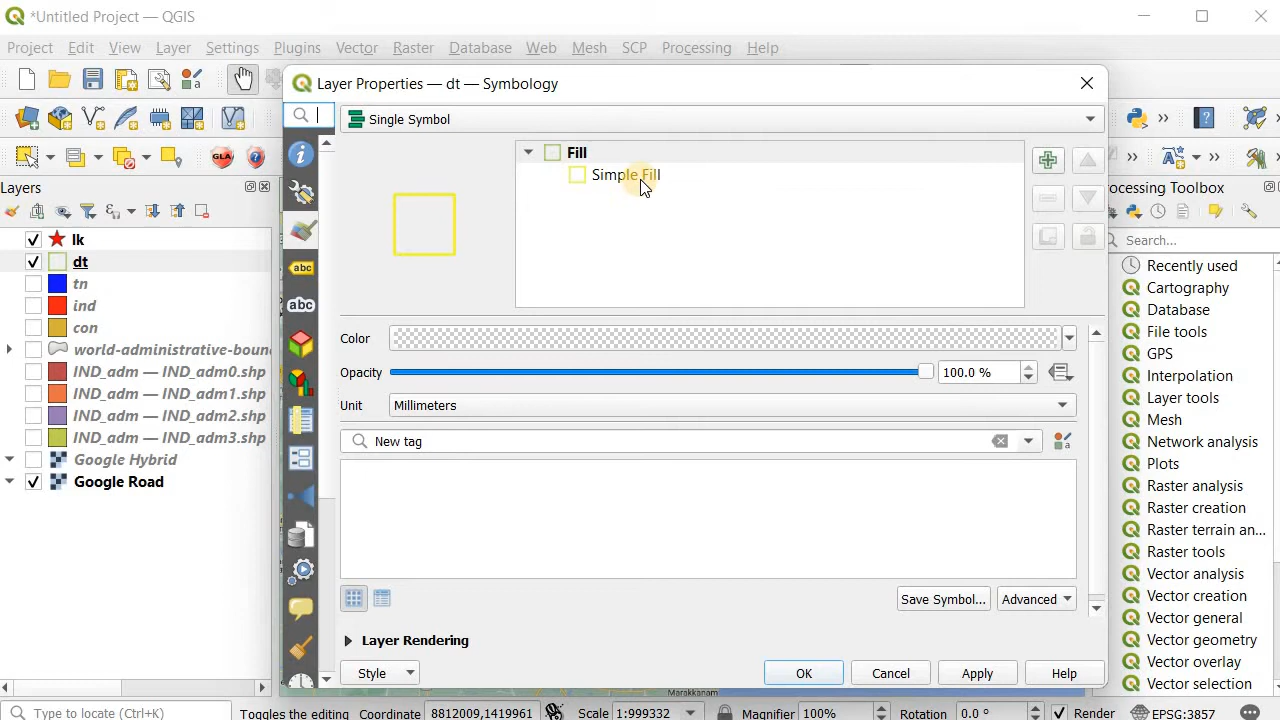 *Untitled Project — QGIS
Project Edit View Layer Settings Plugins Vector Raster Database Web Mesh SCP Processing Help
Layer Properties — dt — Symbology
Single Symbol
Fill
Simple Fill
Color
Opacity 100.0 %
Unit Millimeters
New tag
Save Symbol... Advanced
Layer Rendering
Style OK Cancel Apply Help
Layers
lk
dt
tn
ind
con
world-administrative-boun
IND_adm — IND_adm0.shp
IND_adm — IND_adm1.shp
IND_adm — IND_adm2.shp
IND_adm — IND_adm3.shp
Google Hybrid
Google Road
GLA
abc
abc
ocessing Toolbox
Search...
Recently used
Cartography
Database
File tools
GPS
Interpolation
Layer tools
Mesh
Network analysis
Plots
Raster analysis
Raster creation
Raster terrain an...
Raster tools
Vector analysis
Vector creation
Vector general
Vector geometry
Vector overlay
Vector selection
Marakkanam
Type to locate (Ctrl+K) Toggles the editing Coordinate 8812009,1419961 Scale 1:999332 Magnifier 100% Rotation 0.0 ° Render EPSG:3857